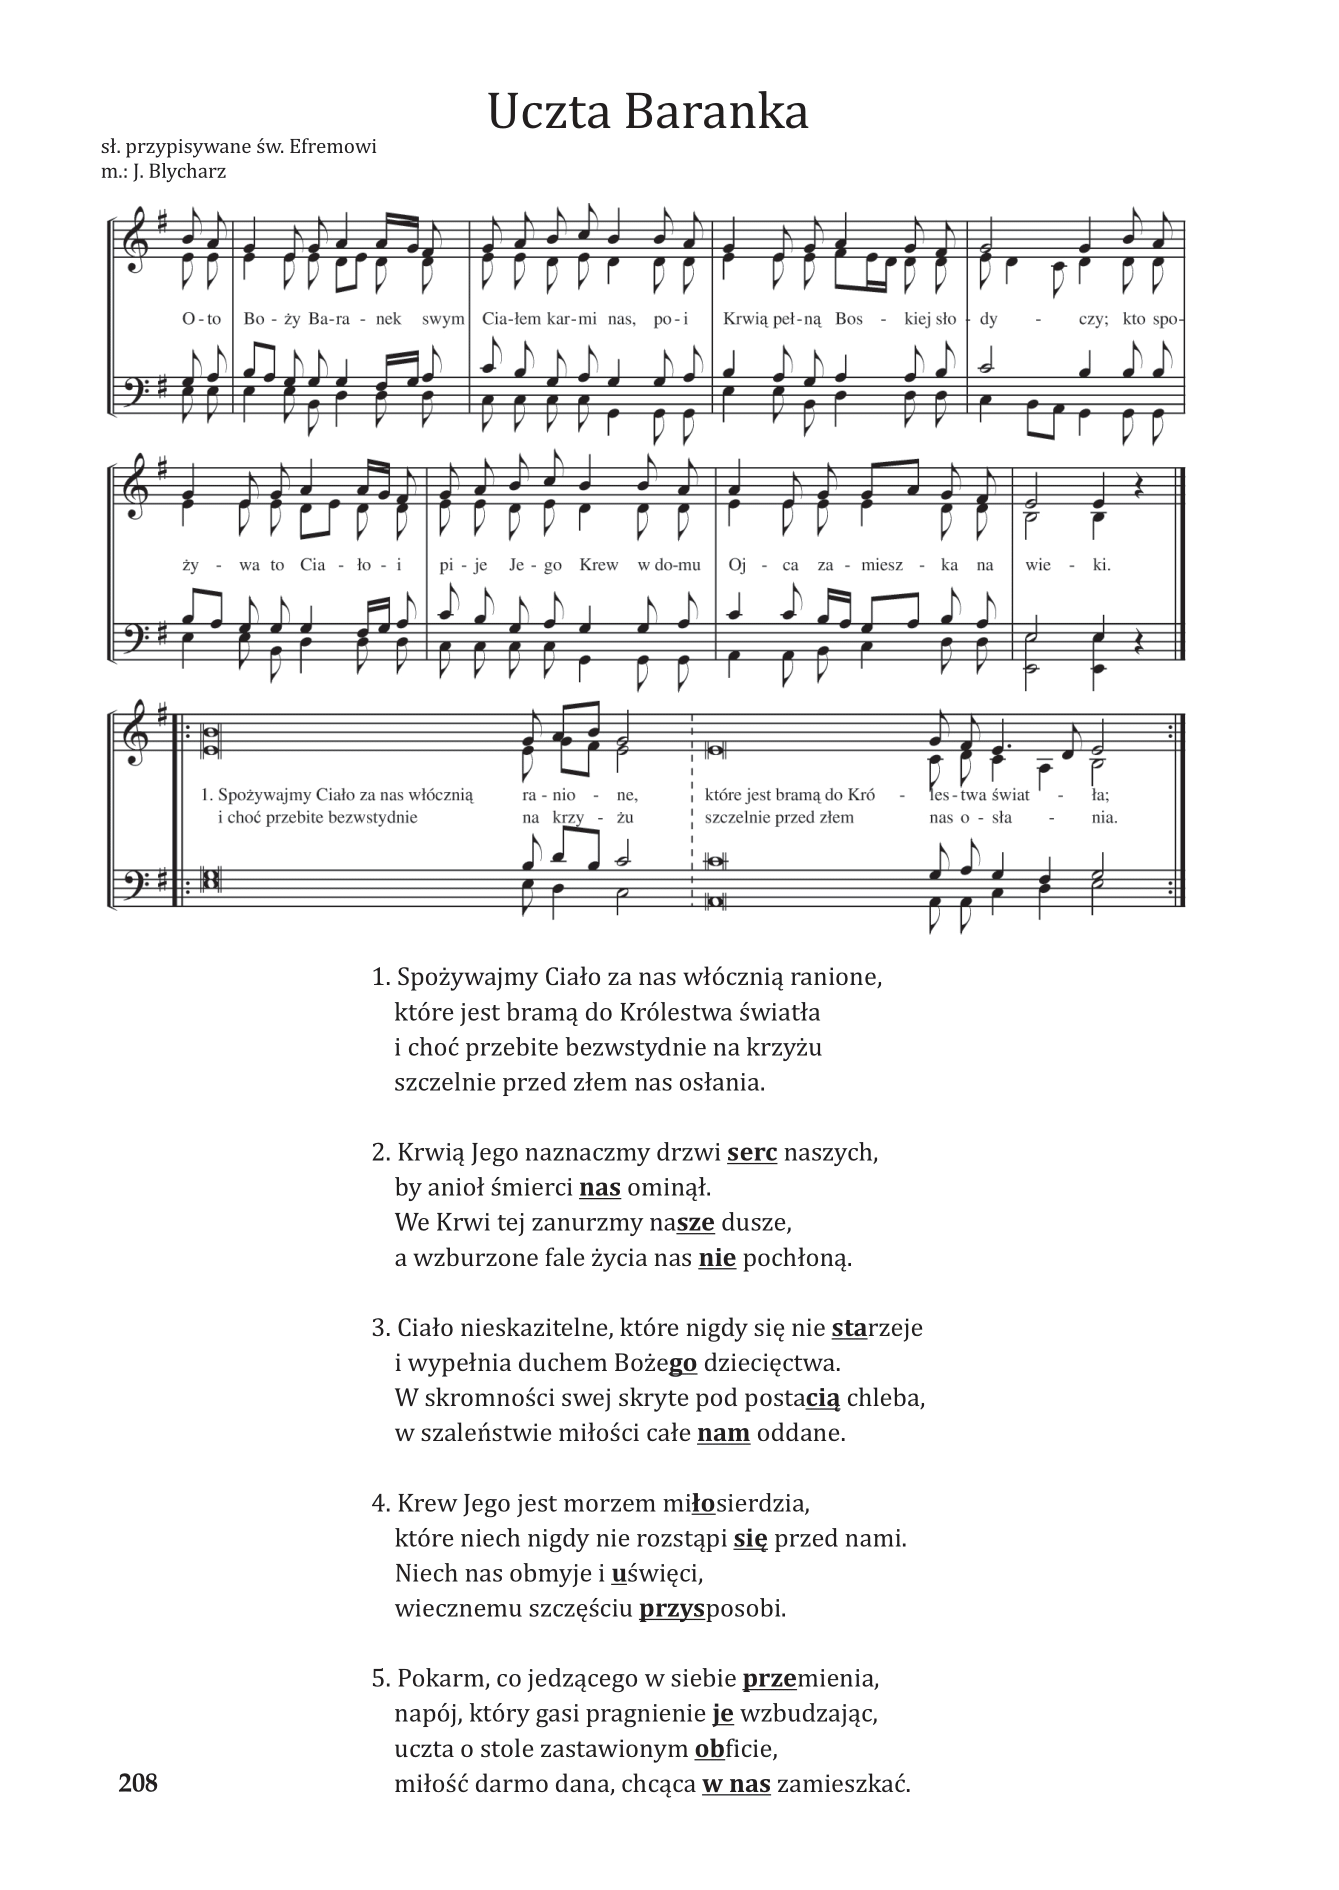 Uczta Baranka
sł. przypisywane św. Efremowi
m.: J. Blycharz
O - to Bo - ży Ba - ra - nek swym Cia - łem kar - mi nas, po - i Krwią peł - ną Bos - kiej sło - dy - czy; kto spo-
ży - wa to Cia - ło - i pi - je Je - go Krew w do - mu Oj - ca za - miesz - ka na wie - ki.
1. Spożywajmy Ciało za nas włócznią ra - nio - ne, które jest bramą do Kró - les - twa świat - ła;
i choć przebite bezwstydnie na krzy - żu szczelnie przed złem nas o - sła - nia.
1. Spożywajmy Ciało za nas włócznią ranione,
które jest bramą do Królestwa światła
i choć przebite bezwstydnie na krzyżu
szczelnie przed złem nas osłania.
2. Krwią Jego naznaczmy drzwi serc naszych,
by anioł śmierci nas ominął.
We Krwi tej zanurzmy nasze dusze,
a wzburzone fale życia nas nie pochłoną.
3. Ciało nieskazitelne, które nigdy się nie starzeje
i wypełnia duchem Bożego dziecięctwa.
W skromności swej skryte pod postacią chleba,
w szaleństwie miłości całe nam oddane.
4. Krew Jego jest morzem miłosierdzia,
które niech nigdy nie rozstąpi się przed nami.
Niech nas obmyje i uświęci,
wiecznemu szczęściu przysposobi.
5. Pokarm, co jedzącego w siebie przemienia,
napój, który gasi pragnienie je wzbudzając,
uczta o stole zastawionym obficie,
miłość darmo dana, chcąca w nas zamieszkać.
208